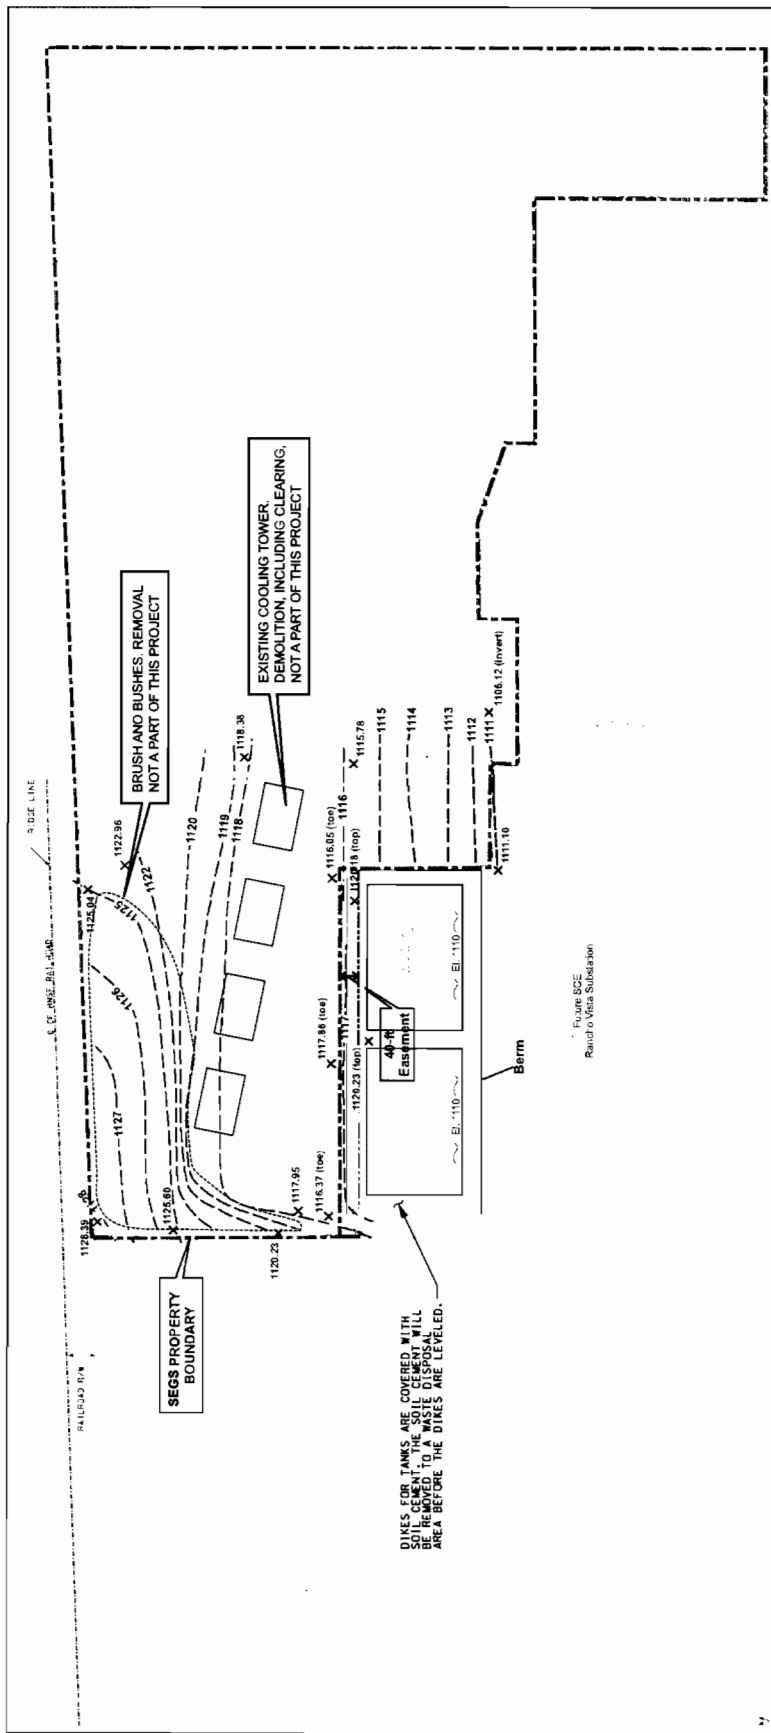 RIDGE LINE
RAILROAD R/W
BRUSH AND BUSHES. REMOVAL
NOT A PART OF THIS PROJECT
EXISTING COOLING TOWER.
DEMOLITION, INCLUDING CLEARING,
NOT A PART OF THIS PROJECT
SEGS PROPERTY
BOUNDARY
1128.39
1127
1126
1125
1125.04
1122.96
1122
1125.60
1120
1119
1118
1118.38
1120.23
1117.95
1116.37 (toe)
1117.86 (toe)
1116.05 (toe)
1117
1116
1115.78
1120.23 (top)
40-ft
Easement
1115
1114
1113
1112
1111
1106.12 (Invert)
1111.10
EL. 1110
EL. 1110
Berm
DIKES FOR TANKS ARE COVERED WITH
SOIL CEMENT. THE SOIL CEMENT WILL
BE REMOVED TO A WASTE DISPOSAL
AREA BEFORE THE DIKES ARE LEVELED.
Future SCE
Rancho Vista Substation